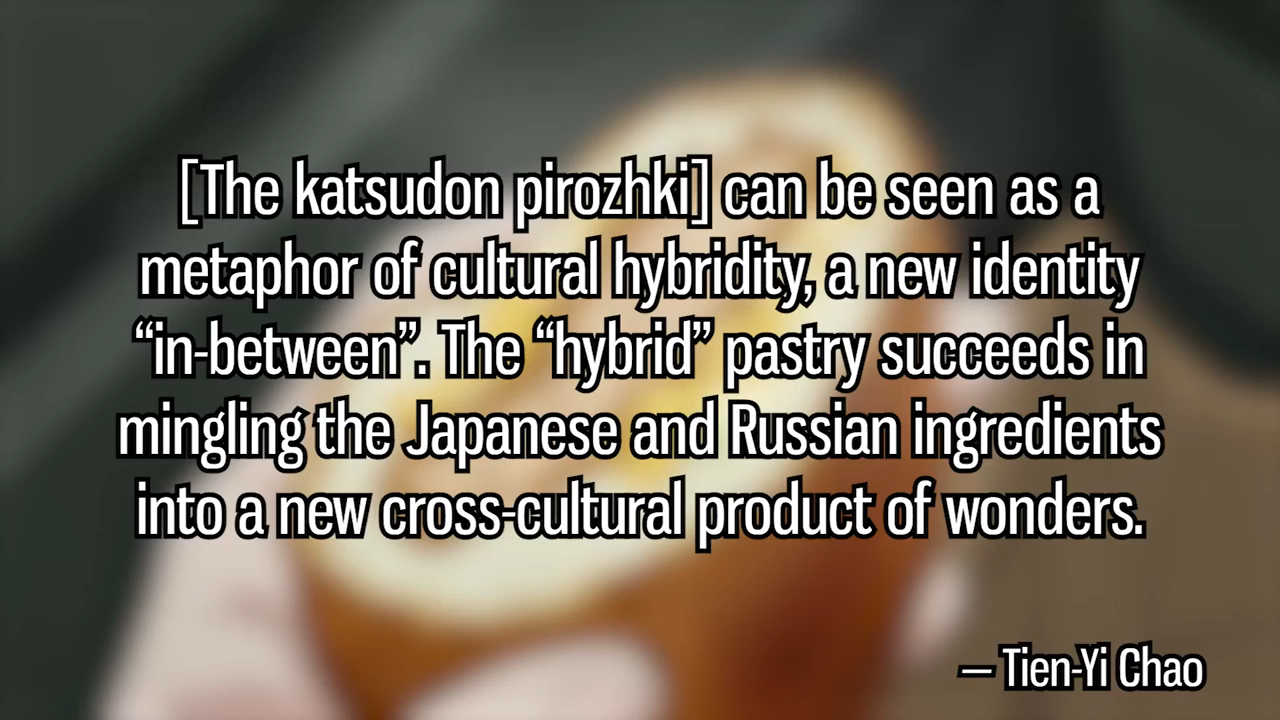 [The katsudon pirozhki] can be seen as a
metaphor of cultural hybridity, a new identity
“in-between”. The “hybrid” pastry succeeds in
mingling the Japanese and Russian ingredients
into a new cross-cultural product of wonders.
– Tien-Yi Chao